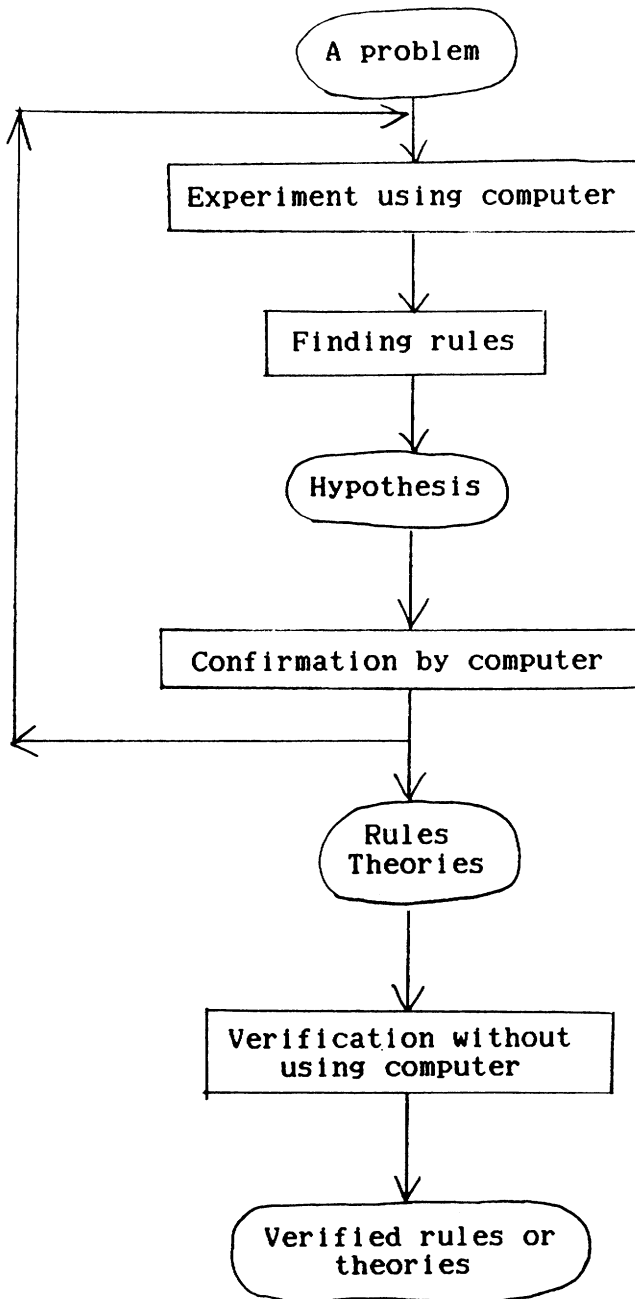 A problem
Experiment using computer
Finding rules
Hypothesis
Confirmation by computer
Rules
Theories
Verification without
using computer
Verified rules or
theories